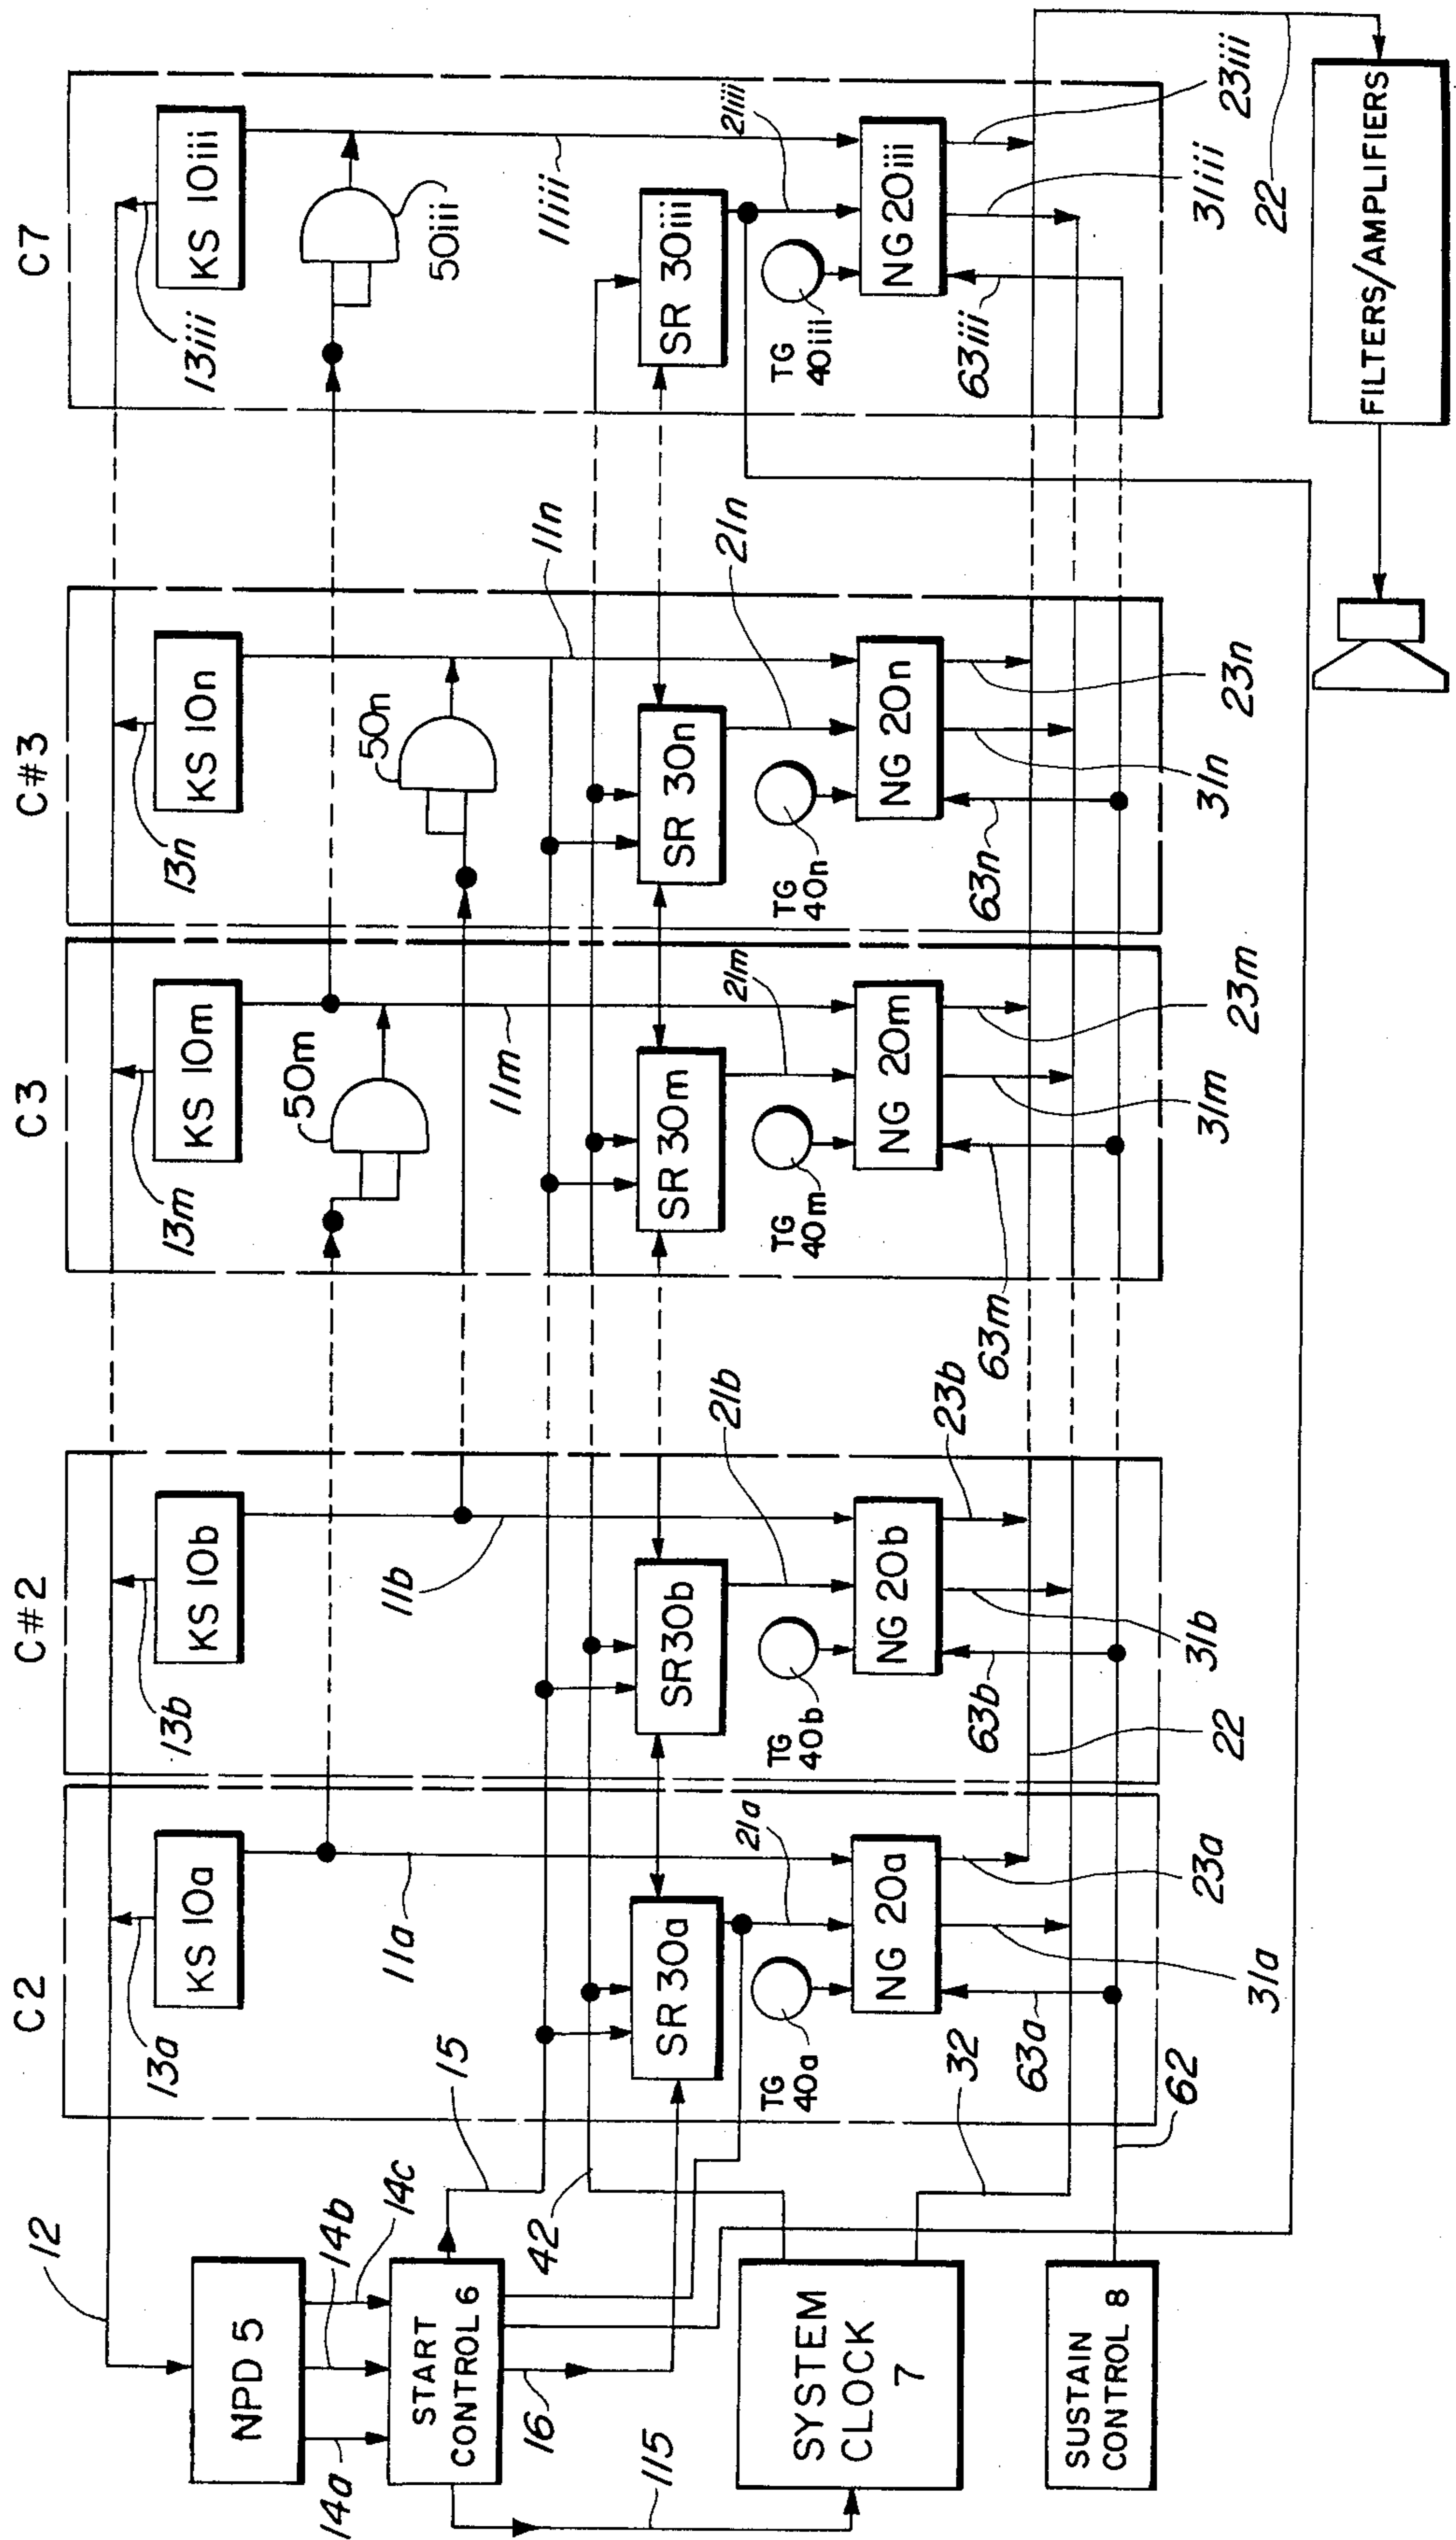 C2
C#2
C3
C#3
C7
12
13a
13b
13m
13n
13iii
KS 10a
KS 10b
KS 10m
KS 10n
KS 10iii
NPD 5
14a
14b
14c
50m
50n
50iii
11a
11b
11m
11n
11iii
START
CONTROL 6
15
16
115
42
SR 30a
SR 30b
SR 30m
SR 30n
SR 30iii
21a
21b
21m
21n
21iii
TG
40a
TG
40b
TG
40m
TG
40n
TG
40iii
SYSTEM
CLOCK
7
NG 20a
NG 20b
NG 20m
NG 20n
NG 20iii
32
63a
63b
63m
63n
63iii
31a
31b
31m
31n
31iii
23a
23b
23m
23n
23iii
22
22
SUSTAIN
CONTROL 8
62
FILTERS/AMPLIFIERS